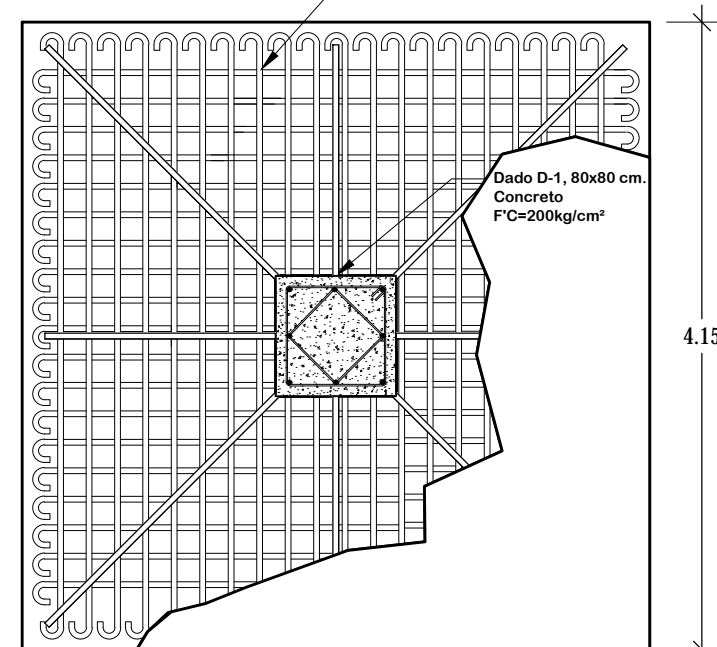 Dado D-1, 80x80 cm.
Concreto
F'C=200kg/cm²
4.15